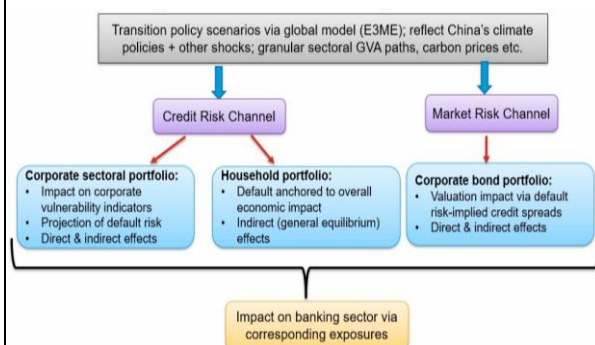 Transition policy scenarios via global model (E3ME); reflect China's climate
policies + other shocks; granular sectoral GVA paths, carbon prices etc.
Credit Risk Channel
Market Risk Channel
Corporate sectoral portfolio:
• Impact on corporate
vulnerability indicators
• Projection of default risk
• Direct & indirect effects
Household portfolio:
• Default anchored to overall
economic impact
• Indirect (general equilibrium)
effects
Corporate bond portfolio:
• Valuation impact via default
risk-implied credit spreads
• Direct & indirect effects
Impact on banking sector via
corresponding exposures